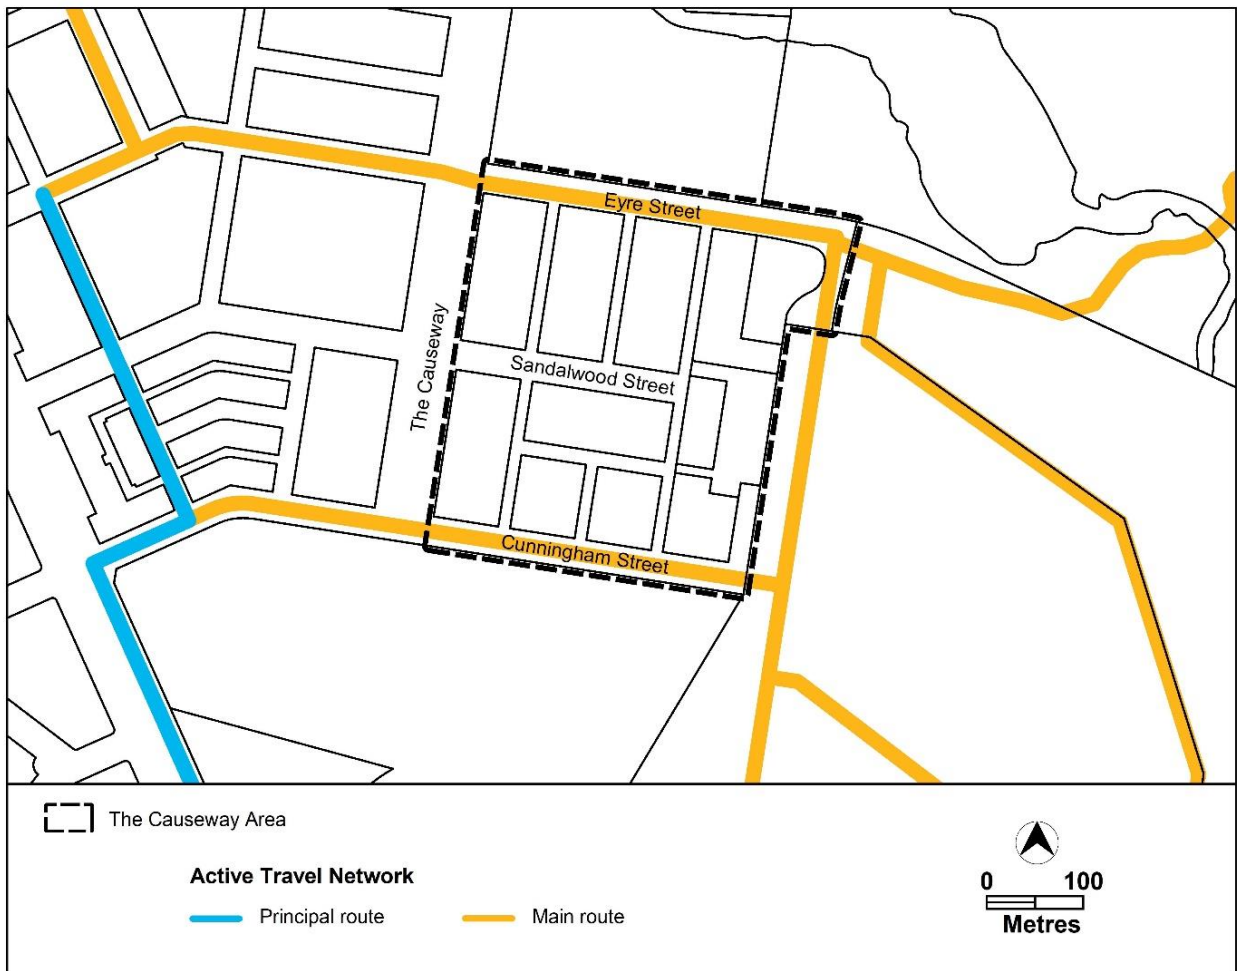 Eyre Street
The Causeway
Sandalwood Street
Cunningham Street
The Causeway Area
Active Travel Network
Principal route
Main route
0 100
Metres